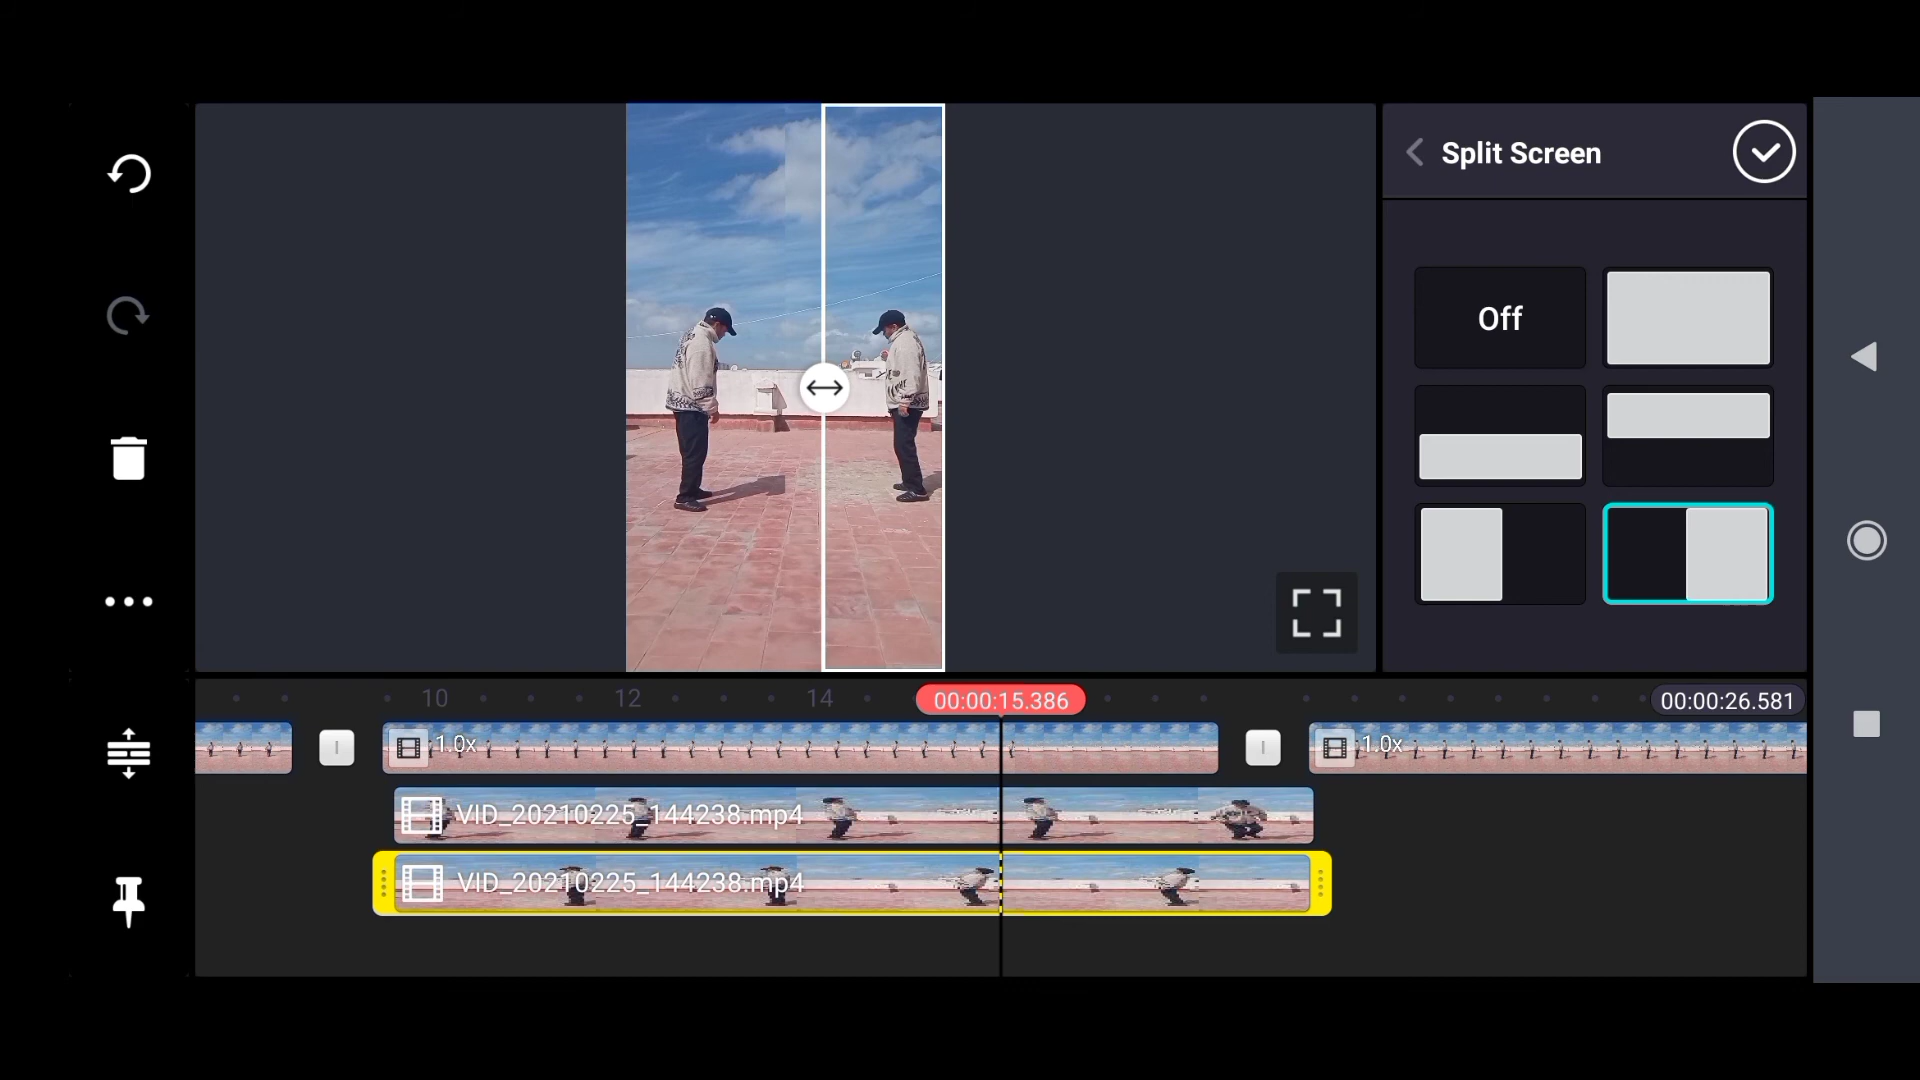 Split Screen
Off
10
12
14
00:00:15.386
00:00:26.581
1.0x
1.0x
VID_20210225_144238.mp4
VID_20210225_144238.mp4